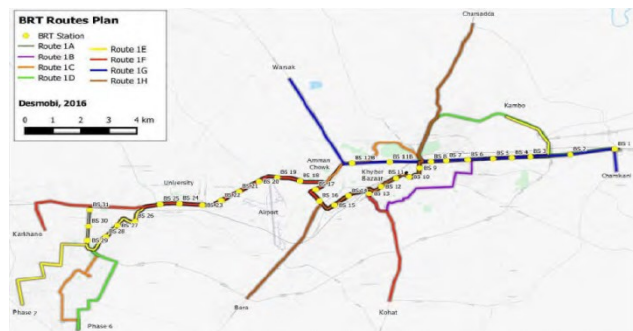 BRT Routes Plan
BRT Station
Route 1A
Route 1B
Route 1C
Route 1D
Route 1E
Route 1F
Route 1G
Route 1H
Desmobi, 2016
0 1 2 3 4 km
Charsadda
Warsak
Kambo
Amman
Chowk
BS 12B
BS 11B
BS 8
BS 7
BS 6
BS 5
BS 4
BS 3
BS 2
BS 1
Chamkani
Khyber
Bazaar
BS 11
BS 9
BS 10
BS 12
BS 13
BS 15
BS 16
BS 17
BS 18
BS 19
BS 20
BS 21
BS 22
BS 23
BS 24
BS 25
BS 26
BS 27
BS 28
BS 29
BS 30
BS 31
University
Airport
Karkhano
Phase 7
Phase 6
Bara
Kohat